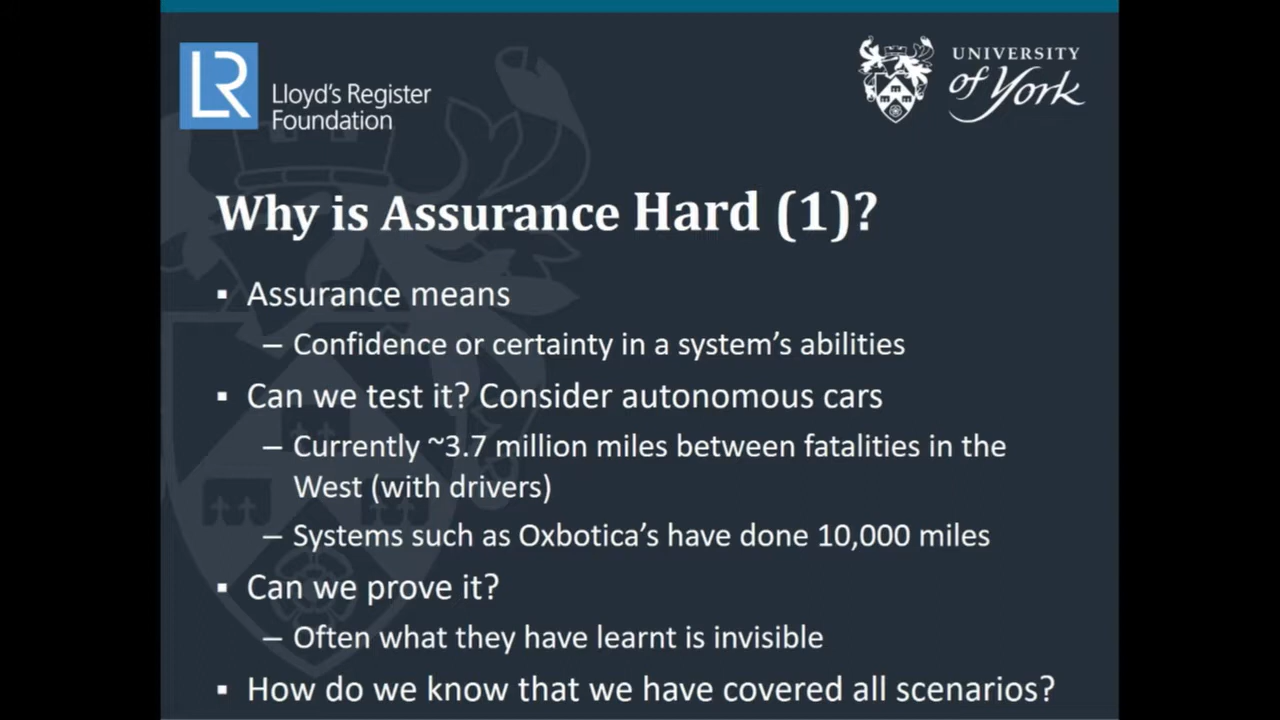 LR
Lloyd's Register
Foundation
UNIVERSITY
of York
Why is Assurance Hard (1)?
▪ Assurance means
– Confidence or certainty in a system's abilities
▪ Can we test it? Consider autonomous cars
– Currently ~3.7 million miles between fatalities in the
West (with drivers)
– Systems such as Oxbotica's have done 10,000 miles
▪ Can we prove it?
– Often what they have learnt is invisible
▪ How do we know that we have covered all scenarios?